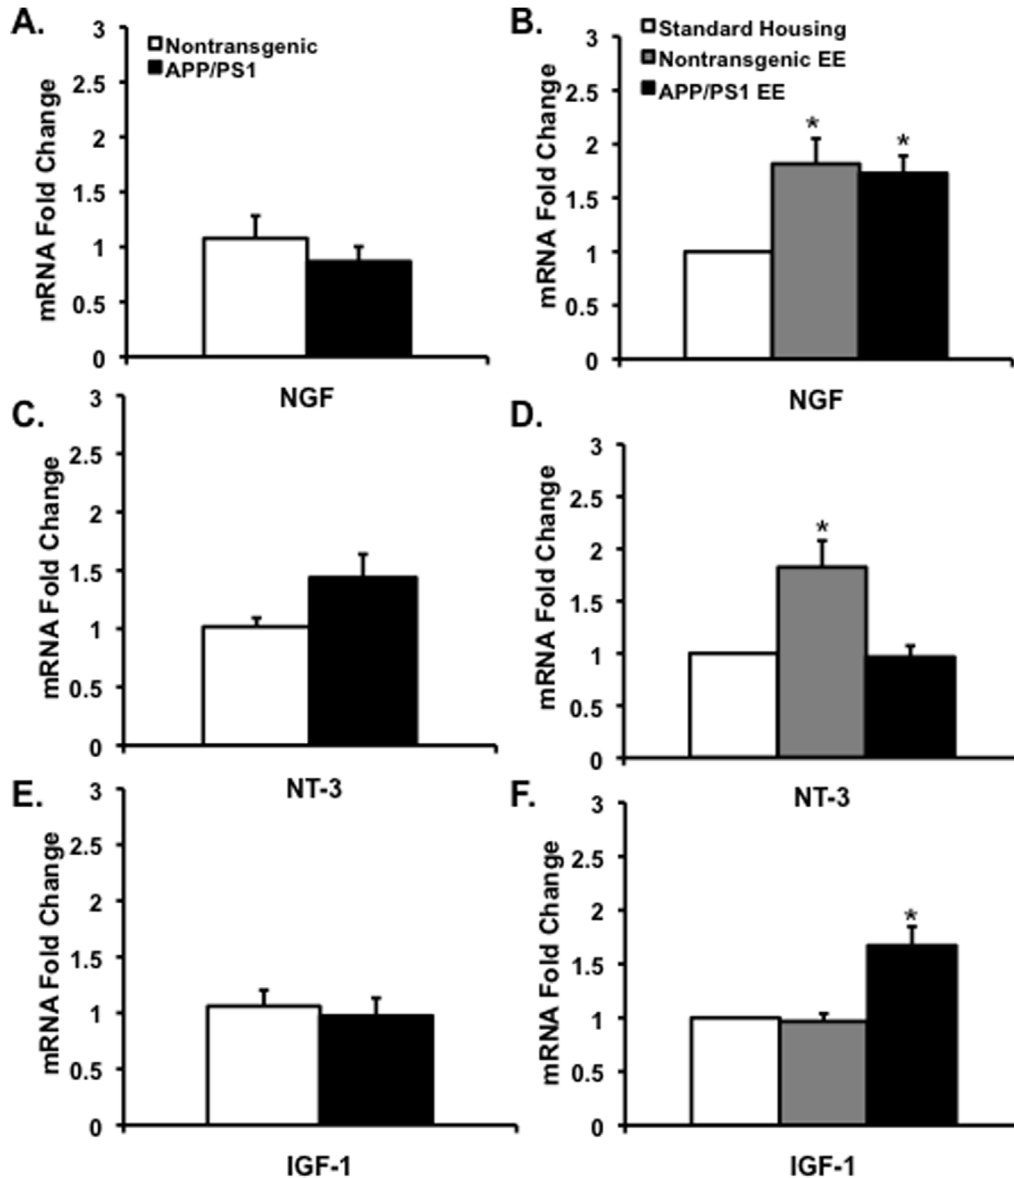 A.
3
2.5
2
1.5
1
0.5
0
mRNA Fold Change
Nontransgenic
APP/PS1
NGF
B.
3
2.5
2
1.5
1
0.5
0
mRNA Fold Change
Standard Housing
Nontransgenic EE
APP/PS1 EE
*
*
NGF
C.
3
2.5
2
1.5
1
0.5
0
mRNA Fold Change
NT-3
D.
3
2.5
2
1.5
1
0.5
0
mRNA Fold Change
*
NT-3
E.
3
2.5
2
1.5
1
0.5
0
mRNA Fold Change
IGF-1
F.
3
2.5
2
1.5
1
0.5
0
mRNA Fold Change
*
IGF-1